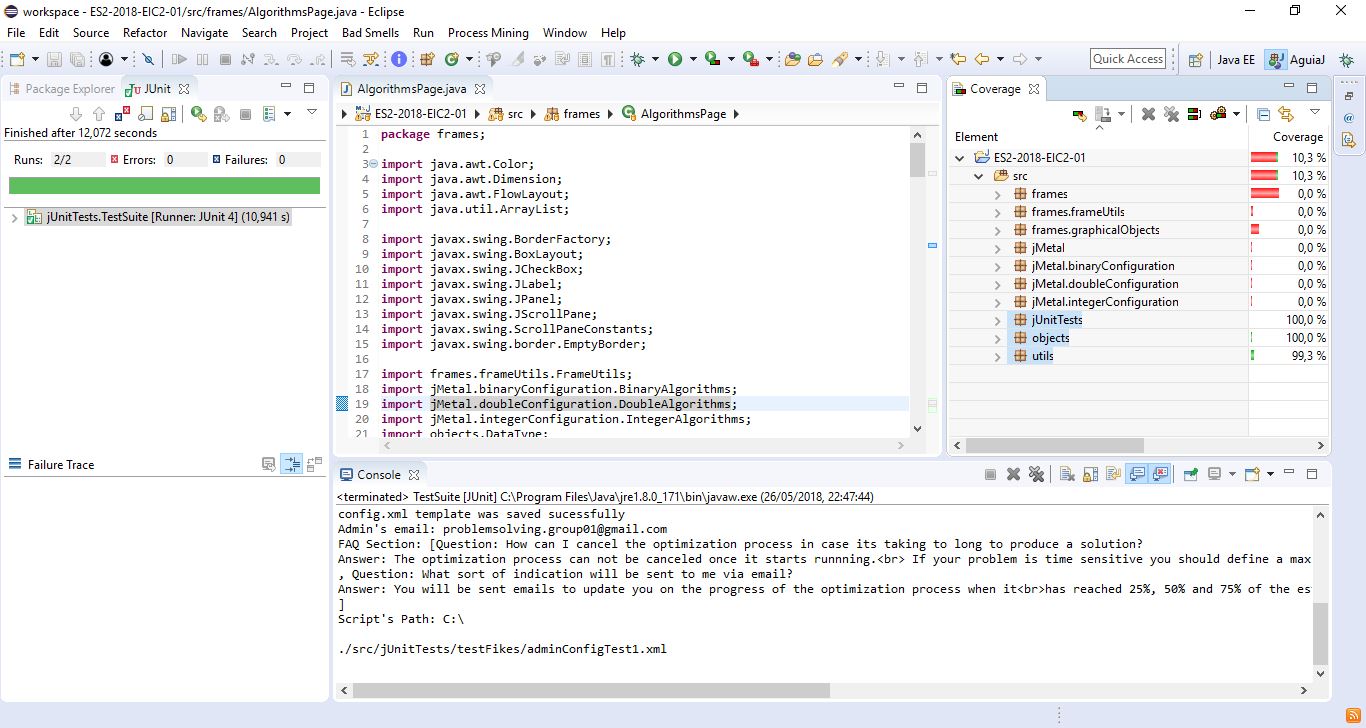 workspace - ES2-2018-EIC2-01/src/frames/AlgorithmsPage.java - Eclipse
File Edit Source Refactor Navigate Search Project Bad Smells Run Process Mining Window Help
Quick Access
Java EE
AguiaJ
Package Explorer
JUnit
Finished after 12,072 seconds
Runs: 2/2
Errors: 0
Failures: 0
jUnitTests.TestSuite [Runner: JUnit 4] (10,941 s)
Failure Trace
AlgorithmsPage.java
ES2-2018-EIC2-01
src
frames
AlgorithmsPage
1 package frames;
2
3 import java.awt.Color;
4 import java.awt.Dimension;
5 import java.awt.FlowLayout;
6 import java.util.ArrayList;
7
8 import javax.swing.BorderFactory;
9 import javax.swing.BoxLayout;
10 import javax.swing.JCheckBox;
11 import javax.swing.JLabel;
12 import javax.swing.JPanel;
13 import javax.swing.JScrollPane;
14 import javax.swing.ScrollPaneConstants;
15 import javax.swing.border.EmptyBorder;
16
17 import frames.frameUtils.FrameUtils;
18 import jMetal.binaryConfiguration.BinaryAlgorithms;
19 import jMetal.doubleConfiguration.DoubleAlgorithms;
20 import jMetal.integerConfiguration.IntegerAlgorithms;
21 import objects.DataType;
Coverage
Element Coverage
ES2-2018-EIC2-01 10,3 %
src 10,3 %
frames 0,0 %
frames.frameUtils 0,0 %
frames.graphicalObjects 0,0 %
jMetal 0,0 %
jMetal.binaryConfiguration 0,0 %
jMetal.doubleConfiguration 0,0 %
jMetal.integerConfiguration 0,0 %
jUnitTests 100,0 %
objects 100,0 %
utils 99,3 %
Console
<terminated> TestSuite [JUnit] C:\Program Files\Java\jre1.8.0_171\bin\javaw.exe (26/05/2018, 22:47:44)
config.xml template was saved sucessfully
Admin's email: problemsolving.group01@gmail.com
FAQ Section: [Question: How can I cancel the optimization process in case its taking to long to produce a solution?
Answer: The optimization process can not be canceled once it starts runnning.<br> If your problem is time sensitive you should define a max
, Question: What sort of indication will be sent to me via email?
Answer: You will be sent emails to update you on the progress of the optimization process when it<br>has reached 25%, 50% and 75% of the es
]
Script's Path: C:\
./src/jUnitTests/testFikes/adminConfigTest1.xml